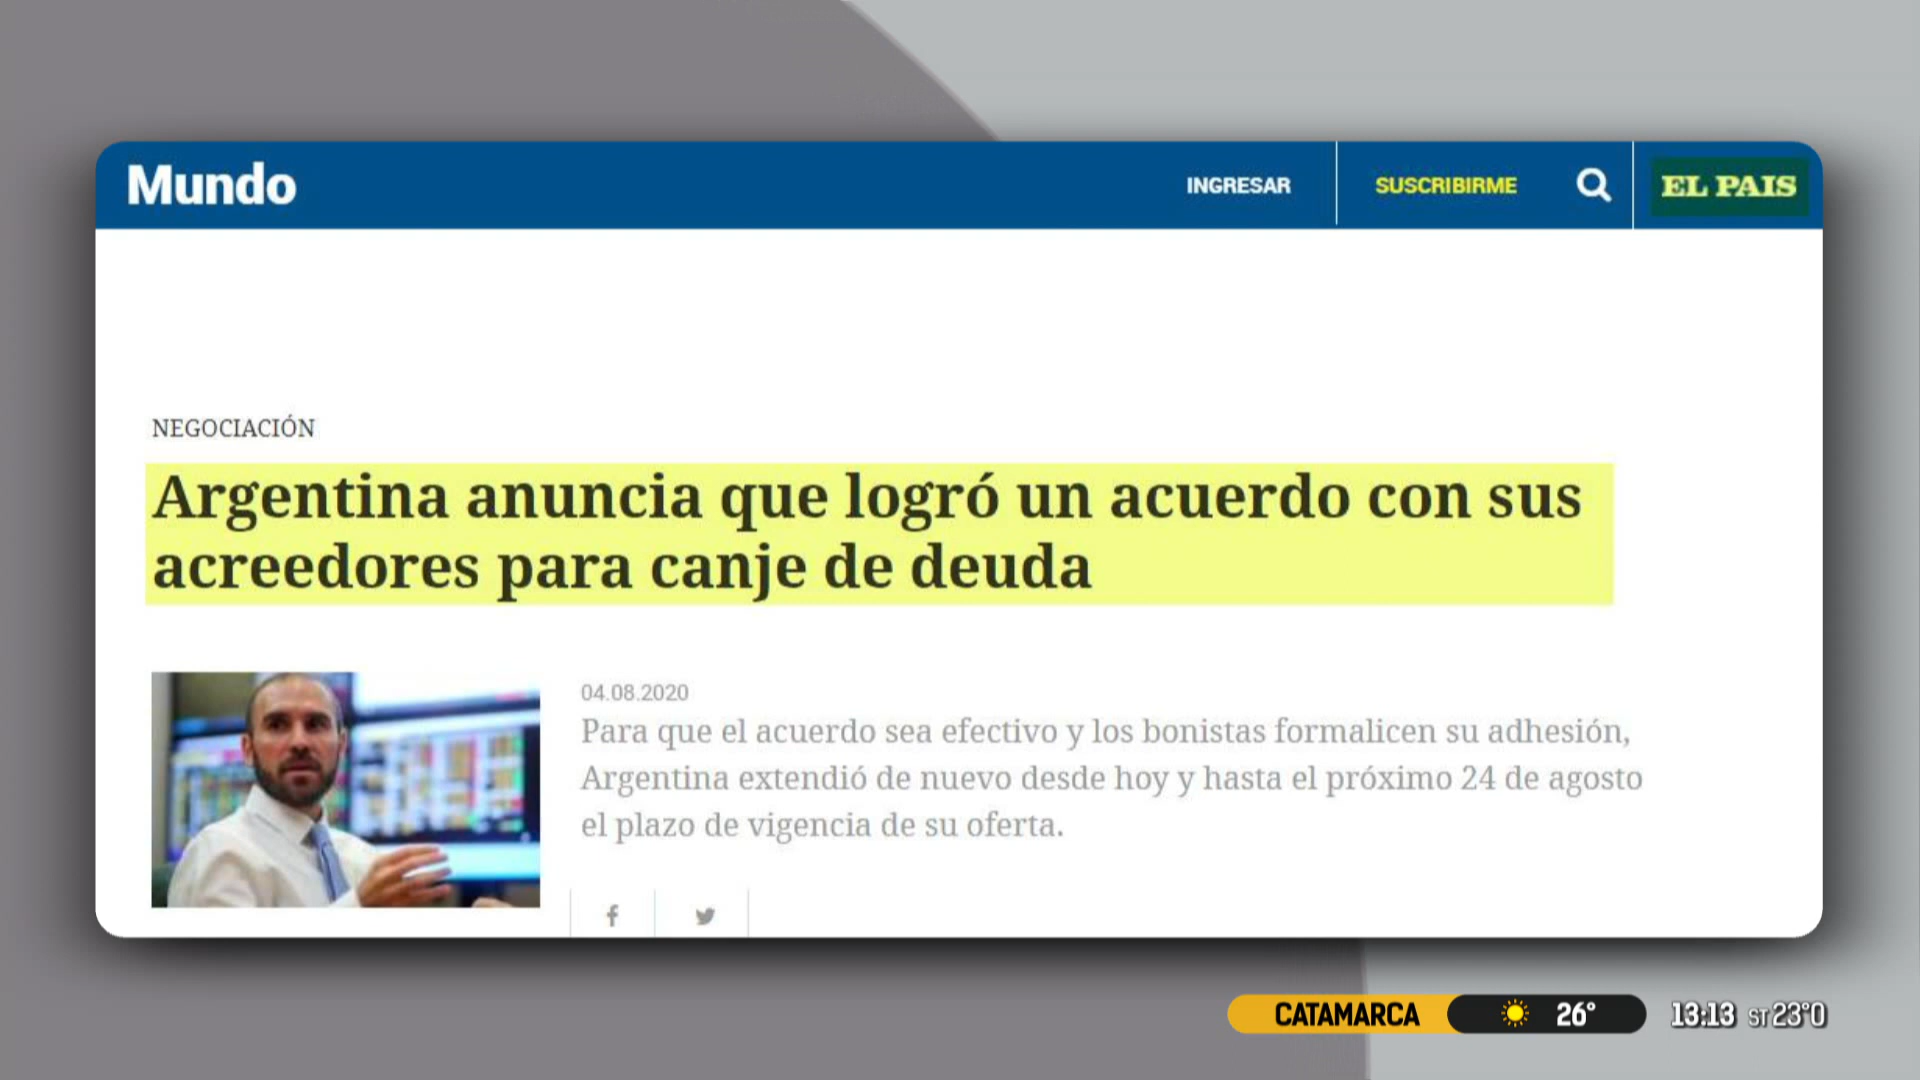 Mundo
INGRESAR
SUSCRIBIRME
EL PAIS
NEGOCIACIÓN
Argentina anuncia que logró un acuerdo con sus
acreedores para canje de deuda
04.08.2020
Para que el acuerdo sea efectivo y los bonistas formalicen su adhesión,
Argentina extendió de nuevo desde hoy y hasta el próximo 24 de agosto
el plazo de vigencia de su oferta.
CATAMARCA
26°
13:13 ST 23°0